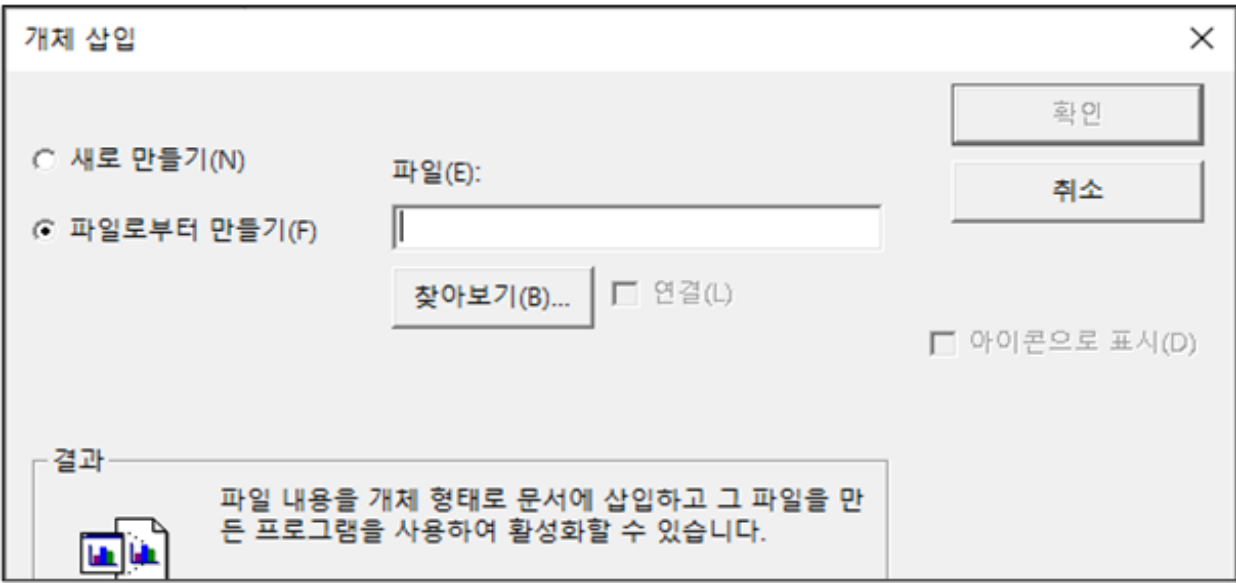 개체 삽입
확인
새로 만들기(N)
파일(E):
취소
파일로부터 만들기(F)
찾아보기(B)...
연결(L)
아이콘으로 표시(D)
결과
파일 내용을 개체 형태로 문서에 삽입하고 그 파일을 만
든 프로그램을 사용하여 활성화할 수 있습니다.